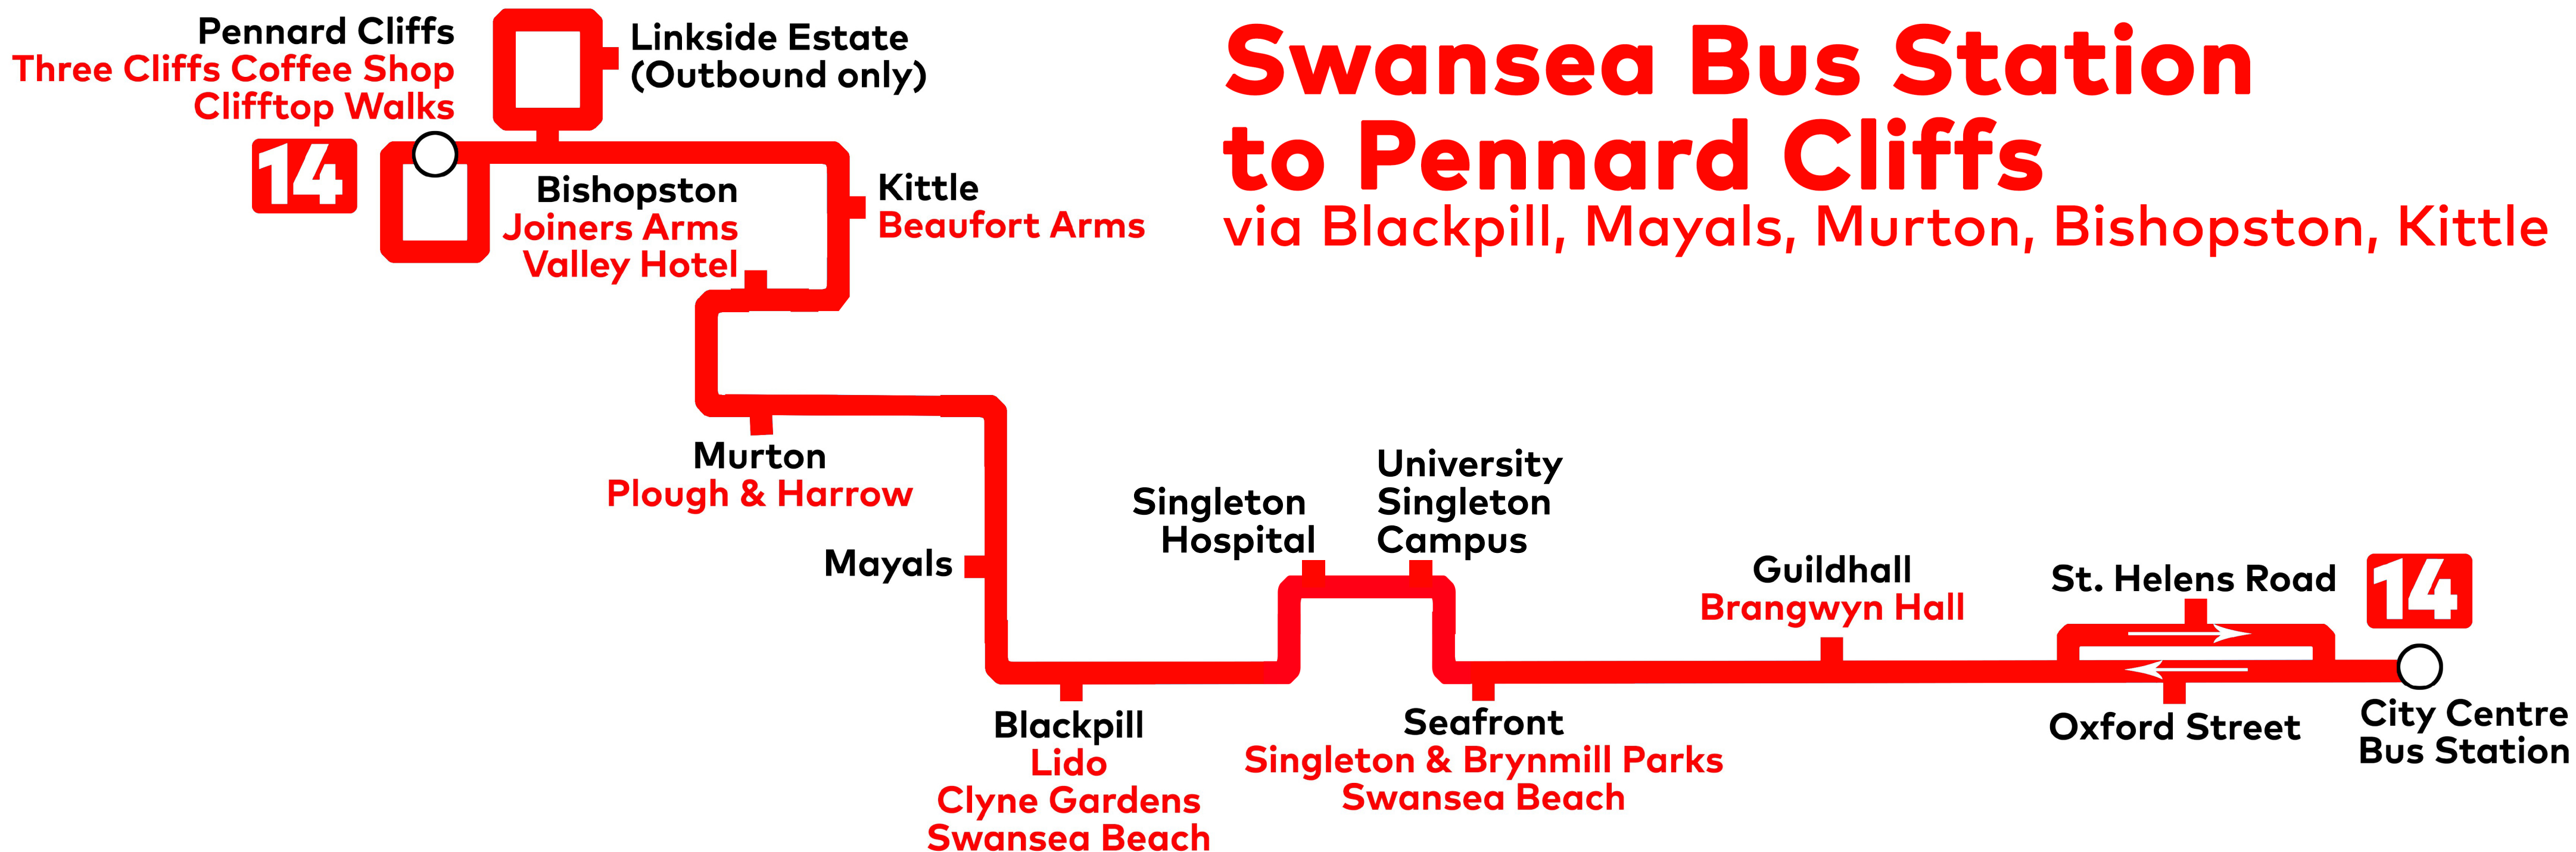 Swansea Bus Station
to Pennard Cliffs
via Blackpill, Mayals, Murton, Bishopston, Kittle
Pennard Cliffs
Three Cliffs Coffee Shop
Clifftop Walks
14
Linkside Estate
(Outbound only)
Bishopston
Joiners Arms
Valley Hotel
Kittle
Beaufort Arms
Murton
Plough & Harrow
Mayals
Blackpill
Lido
Clyne Gardens
Swansea Beach
Singleton
Hospital
University
Singleton
Campus
Seafront
Singleton & Brynmill Parks
Swansea Beach
Guildhall
Brangwyn Hall
St. Helens Road
Oxford Street
14
City Centre
Bus Station